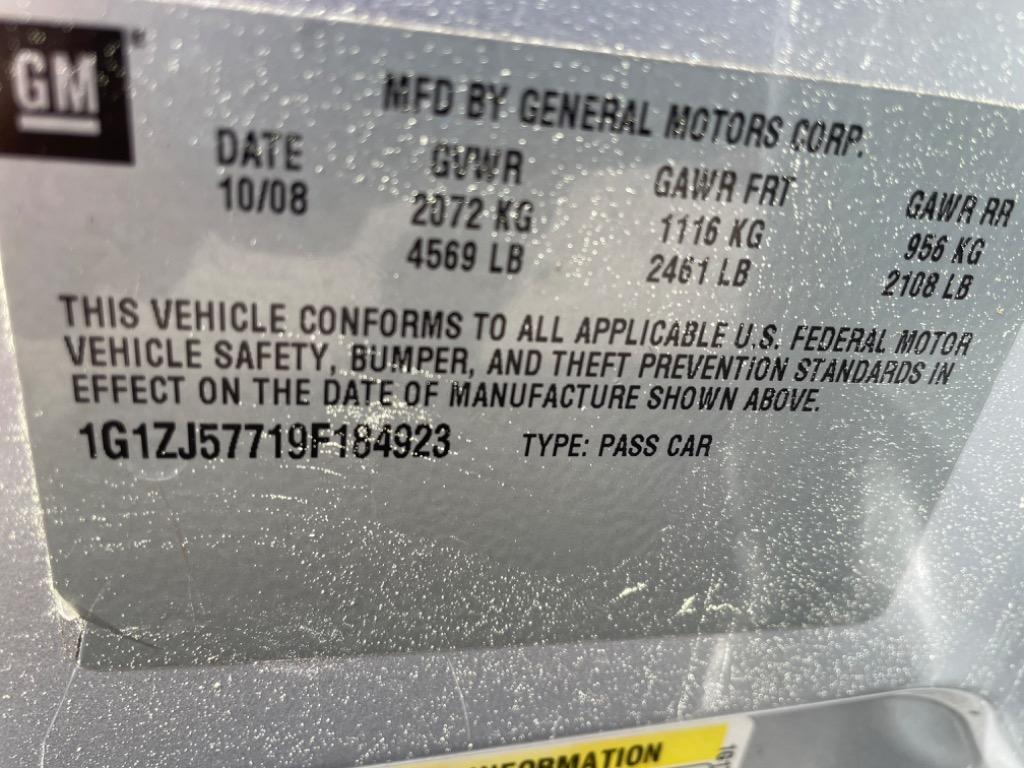 GM
MFD BY GENERAL MOTORS CORP.
DATE GVWR GAWR FRT GAWR RR
10/08 2072 KG 1116 KG 956 KG
4569 LB 2461 LB 2108 LB
THIS VEHICLE CONFORMS TO ALL APPLICABLE U.S. FEDERAL MOTOR
VEHICLE SAFETY, BUMPER, AND THEFT PREVENTION STANDARDS IN
EFFECT ON THE DATE OF MANUFACTURE SHOWN ABOVE.
1G1ZJ57719F184923 TYPE: PASS CAR
INFORMATION